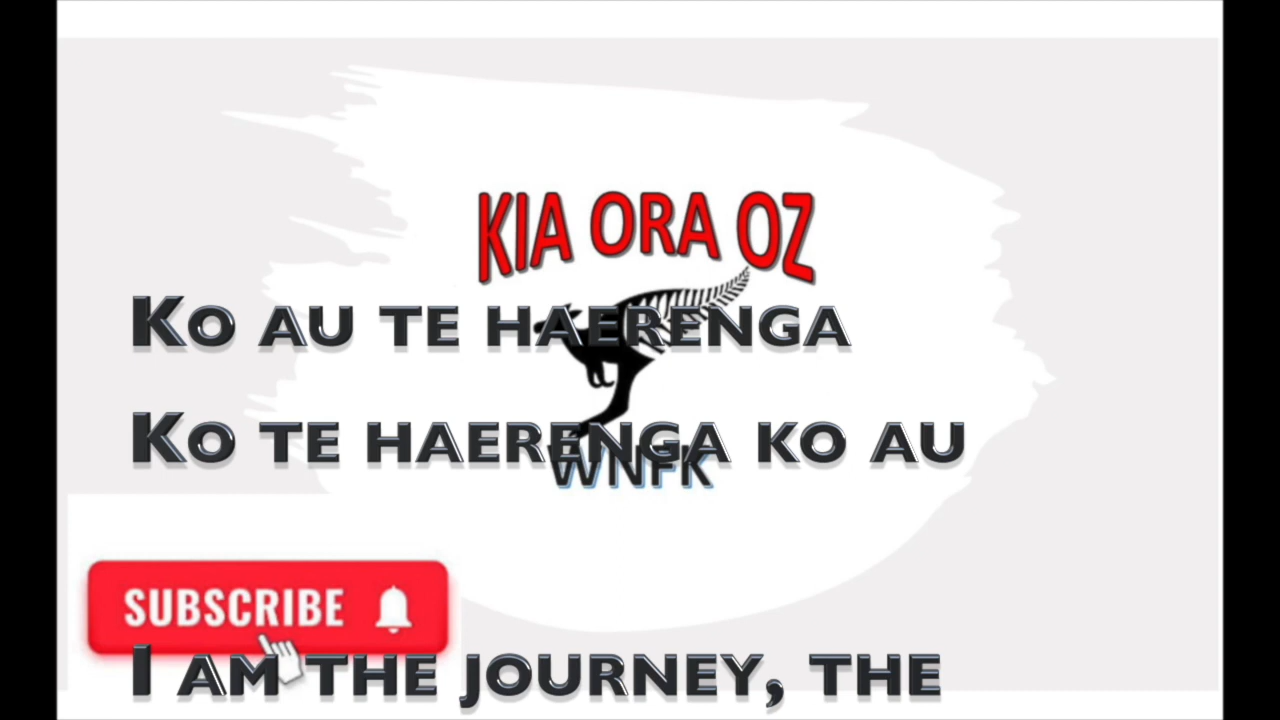 KIA ORA OZ
KO AU TE HAERENGA
KO TE HAERENGA KO AU
WNFK
SUBSCRIBE
I AM THE JOURNEY, THE